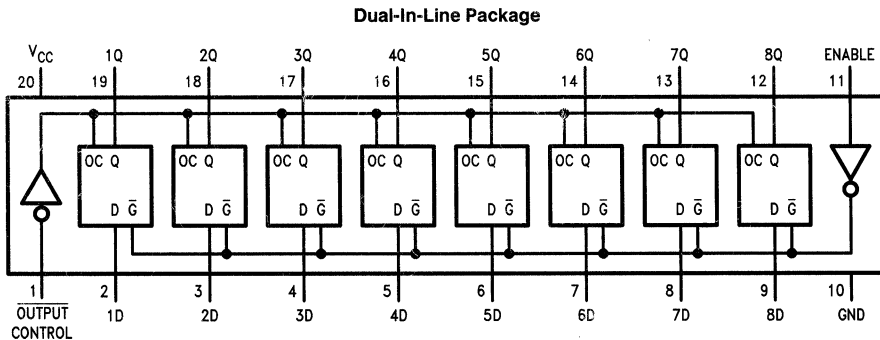 Dual-In-Line Package
VCC 1Q 2Q 3Q 4Q 5Q 6Q 7Q 8Q ENABLE
20 19 18 17 16 15 14 13 12 11
OC Q OC Q OC Q OC Q OC Q OC Q OC Q OC Q
D G̅ D G̅ D G̅ D G̅ D G̅ D G̅ D G̅ D G̅
1 2 3 4 5 6 7 8 9 10
O̅U̅T̅P̅U̅T̅ 1D 2D 3D 4D 5D 6D 7D 8D GND
CONTROL